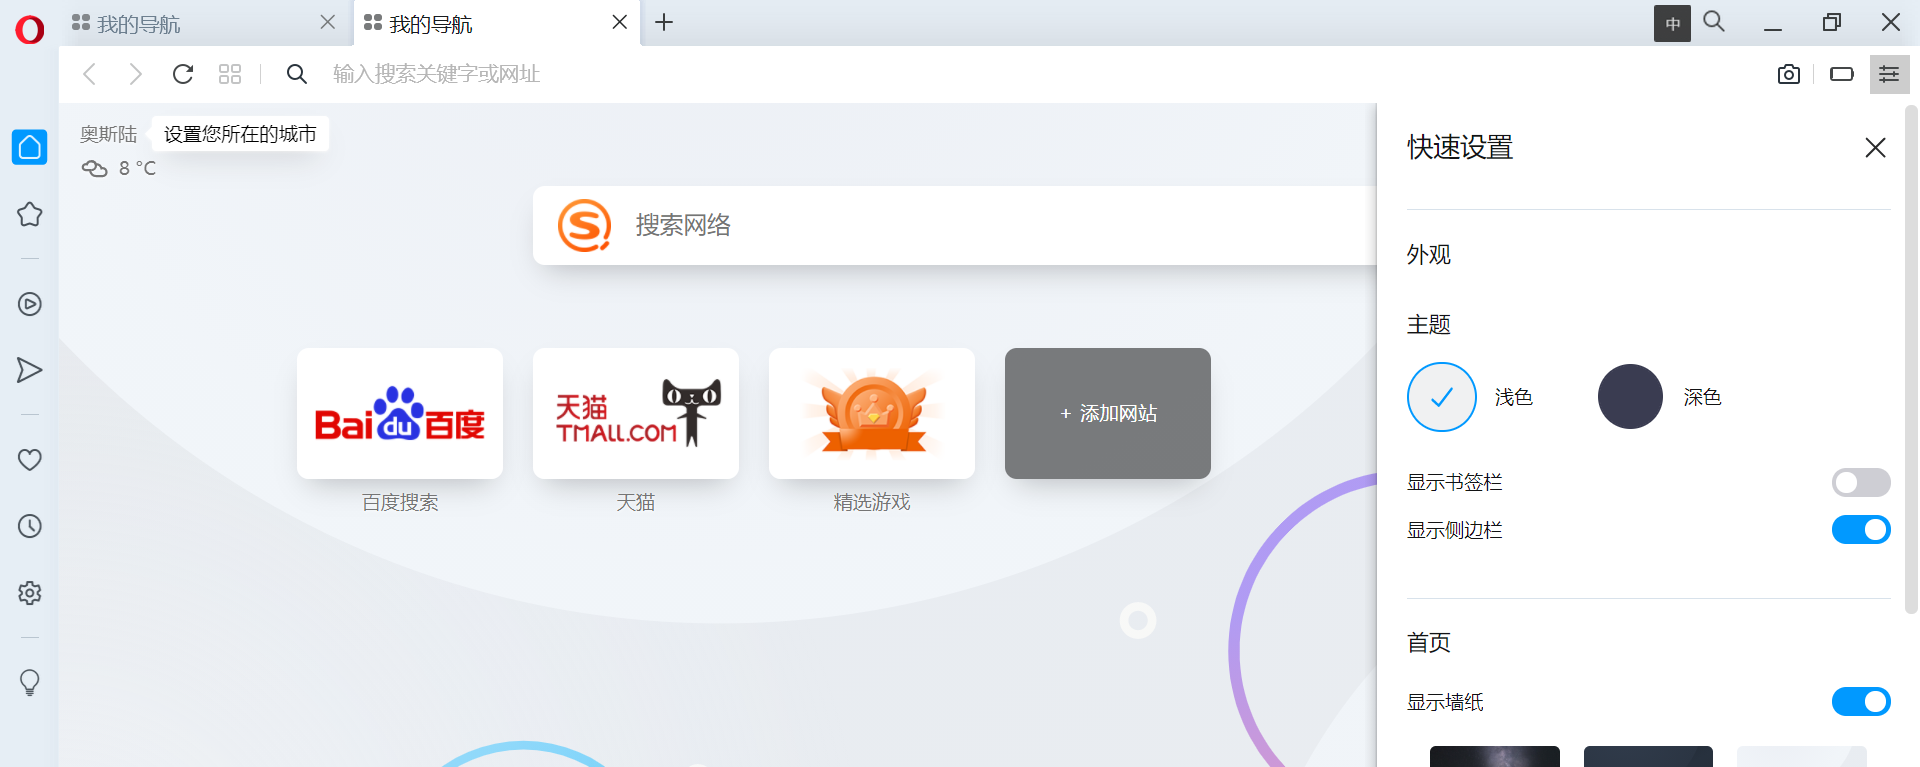 我的导航
我的导航
中
输入搜索关键字或网址
奥斯陆
设置您所在的城市
8 °C
搜索网络
Bai du 百度
天猫
TMALL.COM
+ 添加网站
百度搜索
天猫
精选游戏
快速设置
外观
主题
浅色
深色
显示书签栏
显示侧边栏
首页
显示墙纸